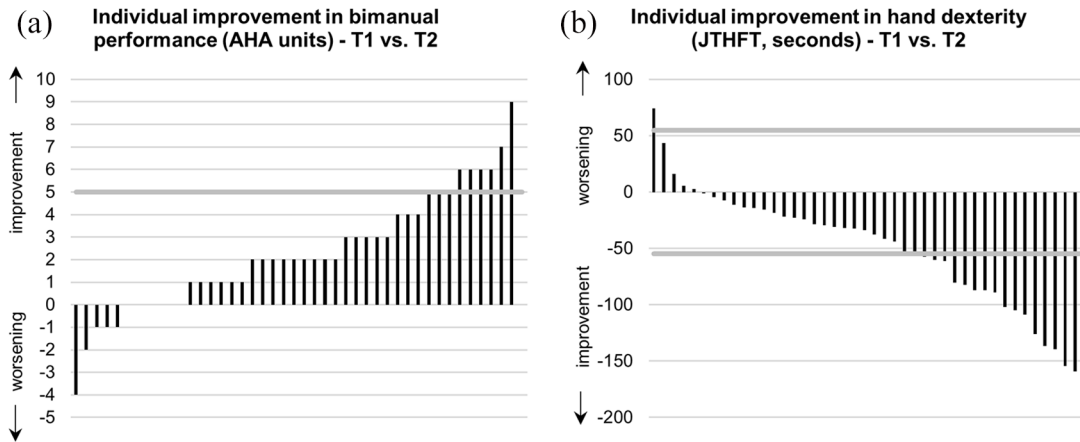 (a)
Individual improvement in bimanual
performance (AHA units) - T1 vs. T2
10
9
8
7
6
5
4
3
2
1
0
-1
-2
-3
-4
-5
improvement
worsening
(b)
Individual improvement in hand dexterity
(JTHFT, seconds) - T1 vs. T2
100
50
0
-50
-100
-150
-200
worsening
improvement